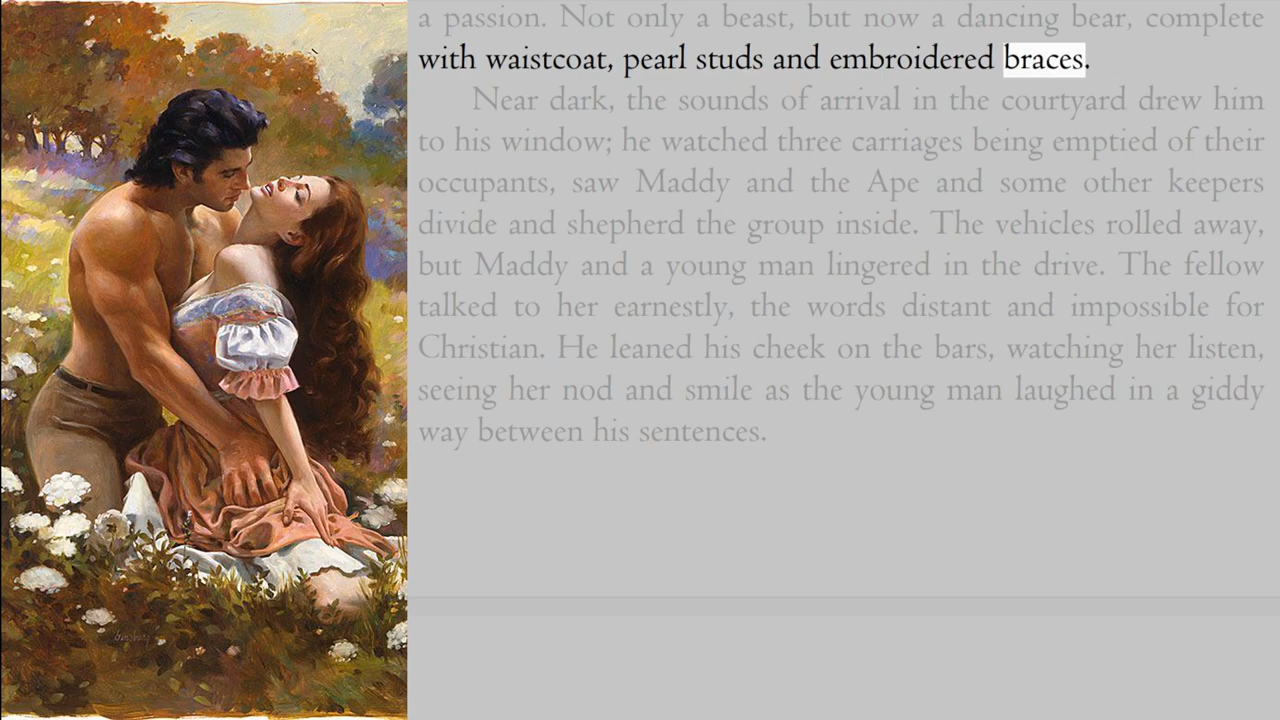 a passion. Not only a beast, but now a dancing bear, complete
with waistcoat, pearl studs and embroidered braces.
Near dark, the sounds of arrival in the courtyard drew him
to his window; he watched three carriages being emptied of their
occupants, saw Maddy and the Ape and some other keepers
divide and shepherd the group inside. The vehicles rolled away,
but Maddy and a young man lingered in the drive. The fellow
talked to her earnestly, the words distant and impossible for
Christian. He leaned his cheek on the bars, watching her listen,
seeing her nod and smile as the young man laughed in a giddy
way between his sentences.